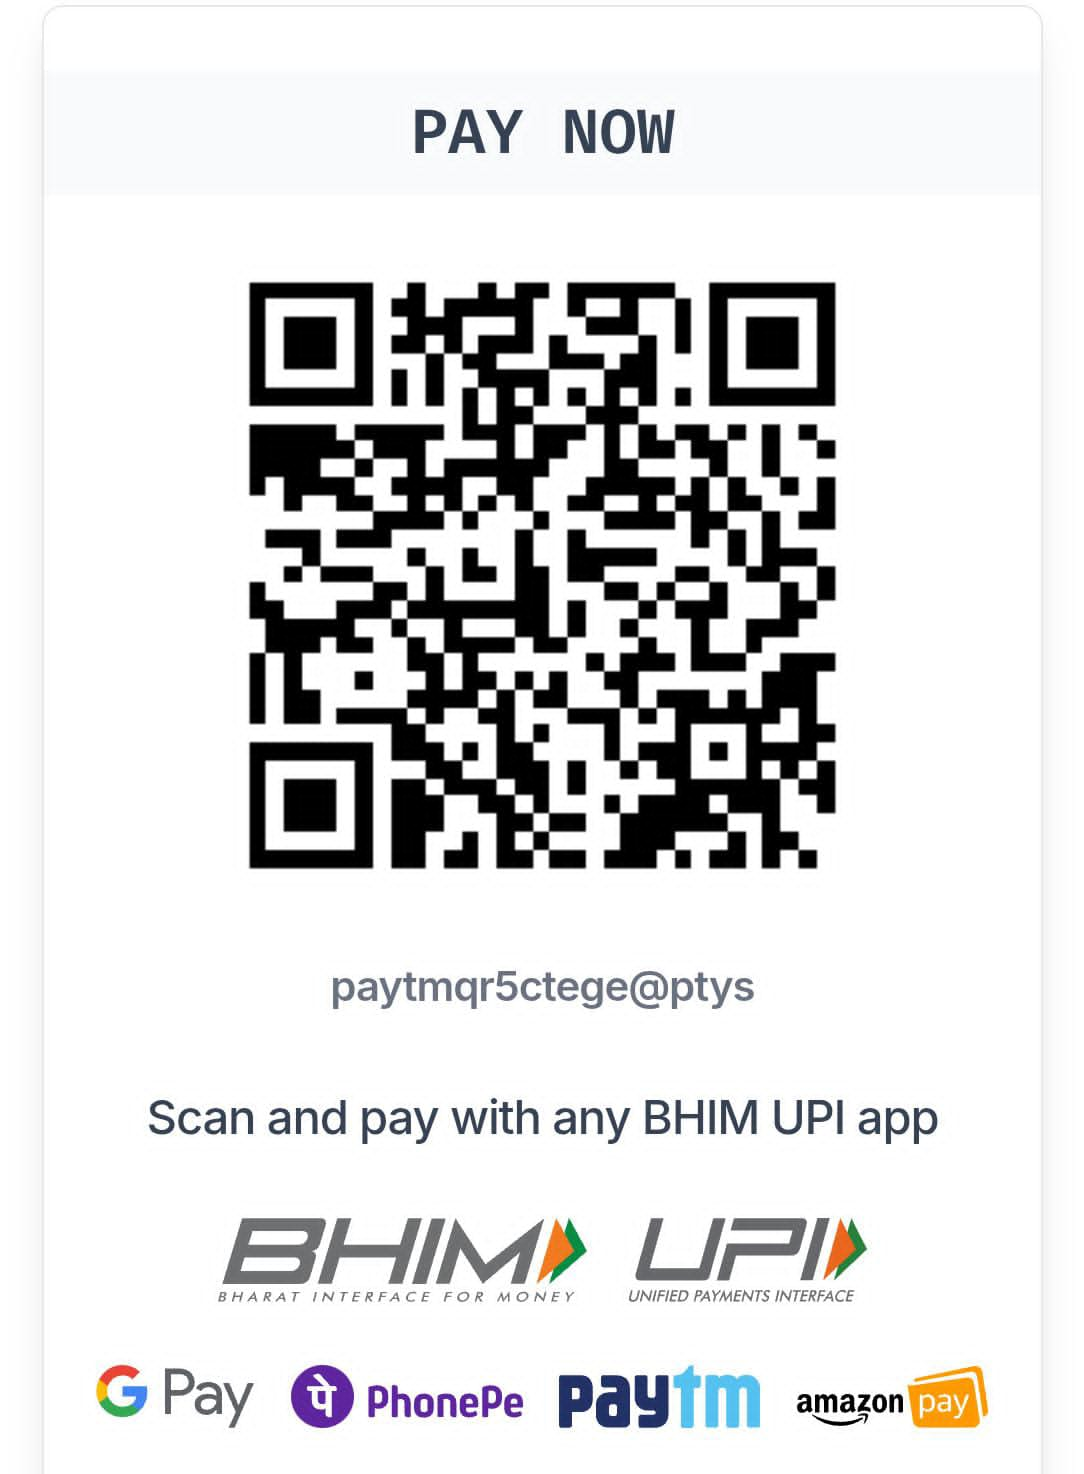 PAY NOW
paytmqr5ctege@ptys
Scan and pay with any BHIM UPI app
BHIM UPI
BHARAT INTERFACE FOR MONEY UNIFIED PAYMENTS INTERFACE
G Pay पे PhonePe paytm amazon pay